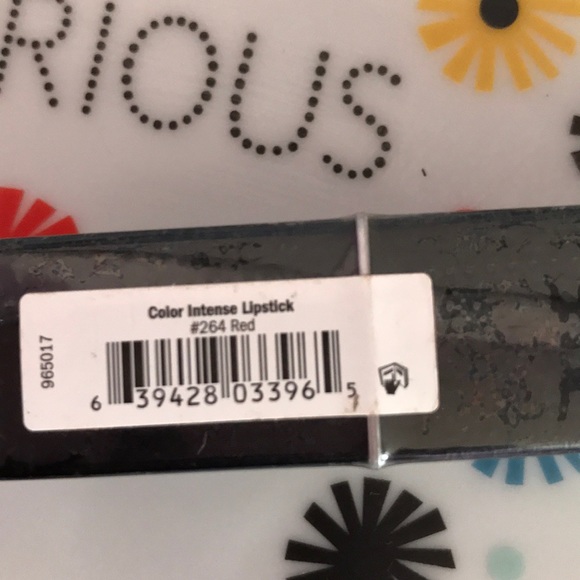 RIOUS
Color Intense Lipstick
#264 Red
965017
6 39428 03396 5